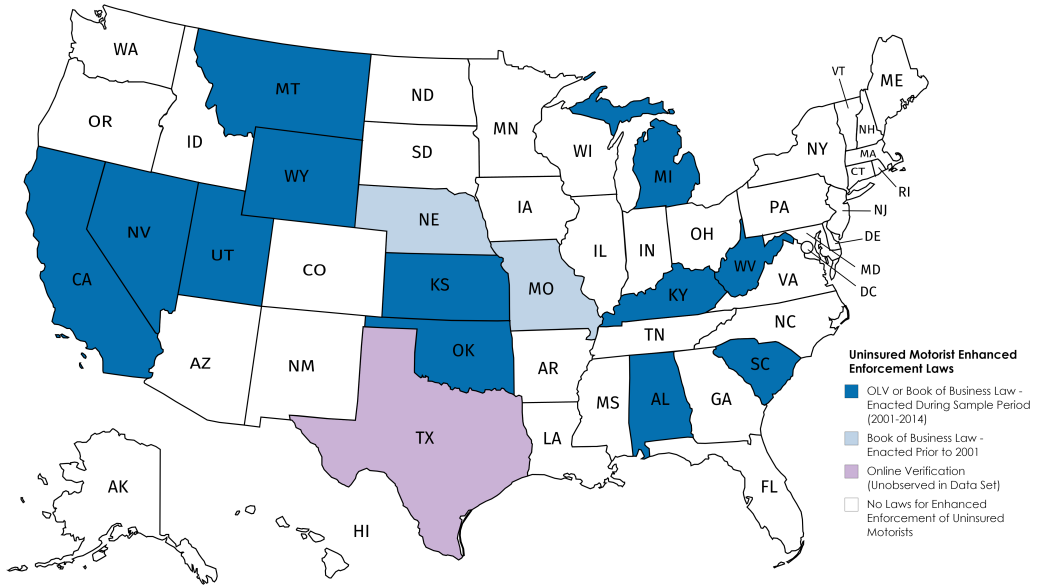 WA
MT
ND
MN
OR
ID
SD
WI
WY
MI
NY
VT
NH
ME
MA
CT
RI
NJ
PA
DE
MD
DC
NE
IA
NV
UT
CO
CA
KS
MO
IL
IN
OH
WV
VA
KY
TN
NC
AZ
NM
OK
AR
SC
MS
AL
GA
TX
LA
FL
AK
HI
Uninsured Motorist Enhanced
Enforcement Laws
OLV or Book of Business Law -
Enacted During Sample Period
(2001-2014)
Book of Business Law -
Enacted Prior to 2001
Online Verification
(Unobserved in Data Set)
No Laws for Enhanced
Enforcement of Uninsured
Motorists